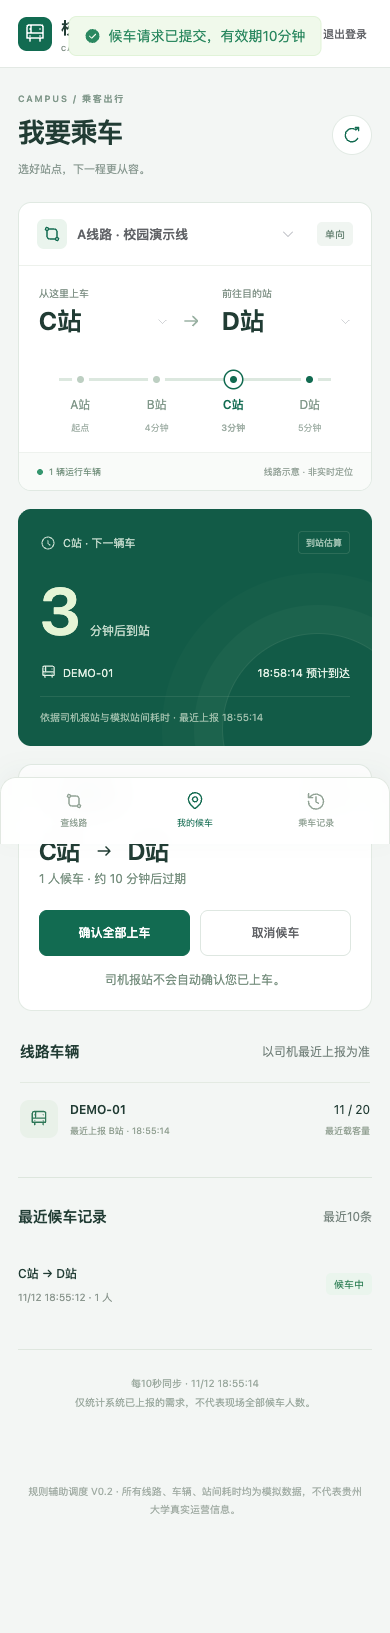 候车请求已提交，有效期10分钟
退出登录
CAMPUS / 乘客出行
我要乘车
选好站点，下一程更从容。
A线路 · 校园演示线
单向
从这里上车
前往目的站
C站 → D站
A站
B站
C站
D站
起点
4分钟
3分钟
5分钟
1 辆运行车辆
线路示意 · 非实时定位
C站 · 下一辆车
到站估算
3 分钟后到站
DEMO-01
18:58:14 预计到达
依据司机报站与模拟站间耗时 · 最近上报 18:55:14
查线路
我的候车
乘车记录
C站 → D站
1 人候车 · 约 10 分钟后过期
确认全部上车
取消候车
司机报站不会自动确认您已上车。
线路车辆
以司机最近上报为准
DEMO-01
11 / 20
最近上报 B站 · 18:55:14
最近载客量
最近候车记录
最近10条
C站 → D站
11/12 18:55:12 · 1 人
候车中
每10秒同步 · 11/12 18:55:14
仅统计系统已上报的需求，不代表现场全部候车人数。
规则辅助调度 V0.2 · 所有线路、车辆、站间耗时均为模拟数据，不代表贵州
大学真实运营信息。